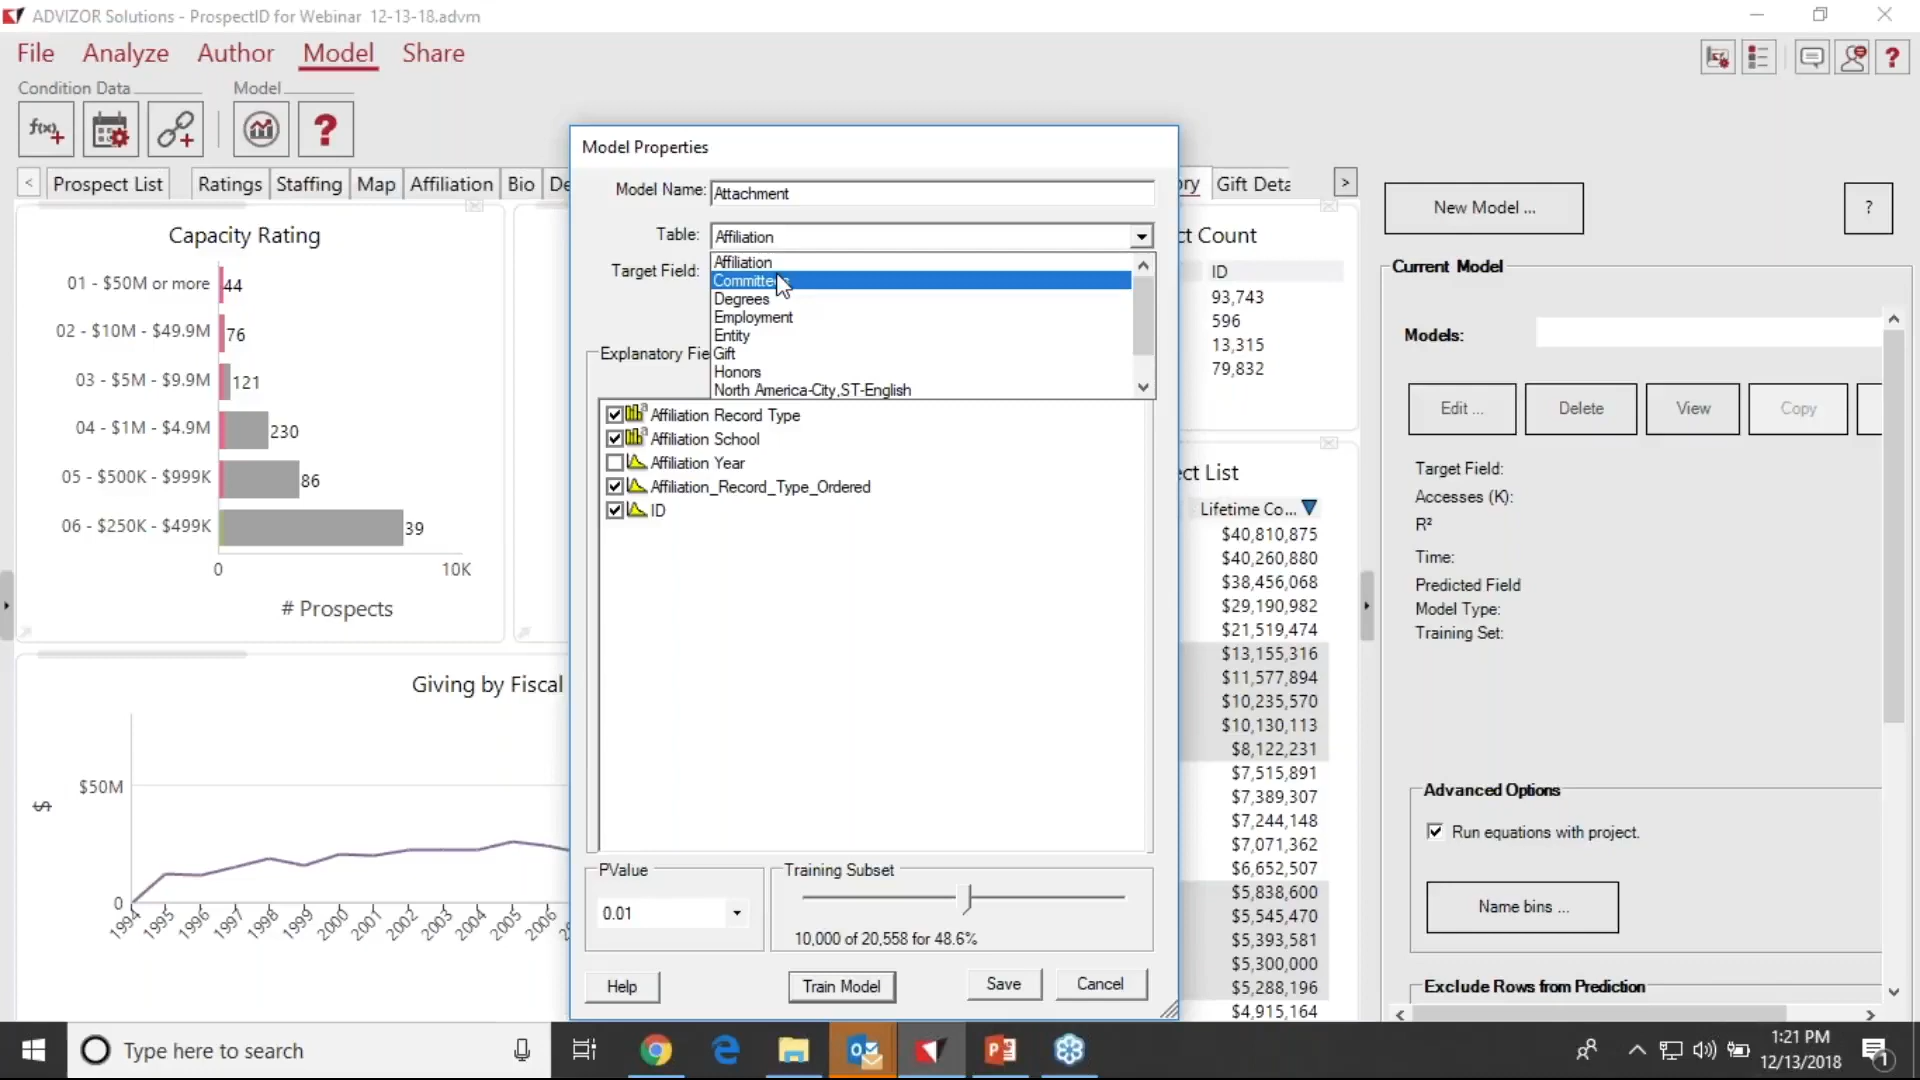 ADVIZOR Solutions - ProspectID for Webinar 12-13-18.advm
File Analyze Author Model Share
Condition Data Model
f(x)
Prospect List Ratings Staffing Map Affiliation Bio De
ry Gift Deta
Capacity Rating
01 - $50M or more 44
02 - $10M - $49.9M 76
03 - $5M - $9.9M 121
04 - $1M - $4.9M 230
05 - $500K - $999K 86
06 - $250K - $499K 39
0 10K
# Prospects
Giving by Fiscal
$
$50M
0
1994 1995 1996 1997 1998 1999 2000 2001 2002 2003 2004 2005 2006
Model Properties
Model Name: Attachment
Table: Affiliation
Target Field:
Affiliation
Committees
Degrees
Employment
Entity
Gift
Honors
North America-City,ST-English
Explanatory Fie
Affiliation Record Type
Affiliation School
Affiliation Year
Affiliation_Record_Type_Ordered
ID
PValue
0.01
Training Subset
10,000 of 20,558 for 48.6%
Help Train Model Save Cancel
ct Count
ID
93,743
596
13,315
79,832
ect List
Lifetime Co...
$40,810,875
$40,260,880
$38,456,068
$29,190,982
$21,519,474
$13,155,316
$11,577,894
$10,235,570
$10,130,113
$8,122,231
$7,515,891
$7,389,307
$7,244,148
$7,071,362
$6,652,507
$5,838,600
$5,545,470
$5,393,581
$5,300,000
$5,288,196
$4,915,164
New Model ... ?
Current Model
Models:
Edit ... Delete View Copy
Target Field:
Accesses (K):
R²
Time:
Predicted Field
Model Type:
Training Set:
Advanced Options
Run equations with project.
Name bins ...
Exclude Rows from Prediction
Type here to search
1:21 PM
12/13/2018
1